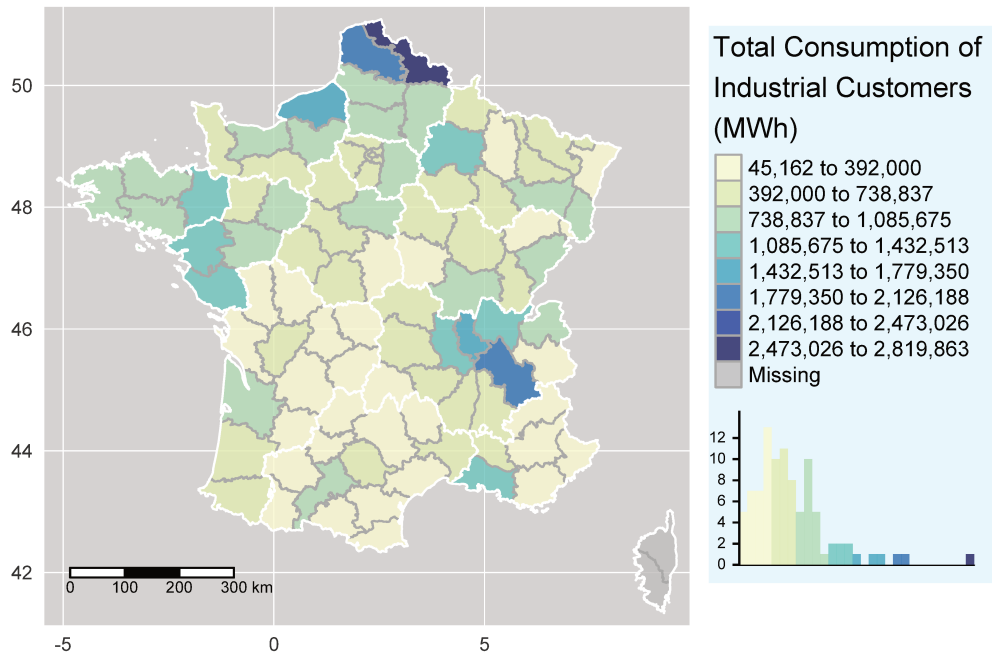 Total Consumption of
Industrial Customers
(MWh)
45,162 to 392,000
392,000 to 738,837
738,837 to 1,085,675
1,085,675 to 1,432,513
1,432,513 to 1,779,350
1,779,350 to 2,126,188
2,126,188 to 2,473,026
2,473,026 to 2,819,863
Missing
12
10
8
6
4
2
0
50
48
46
44
42
0 100 200 300 km
-5 0 5